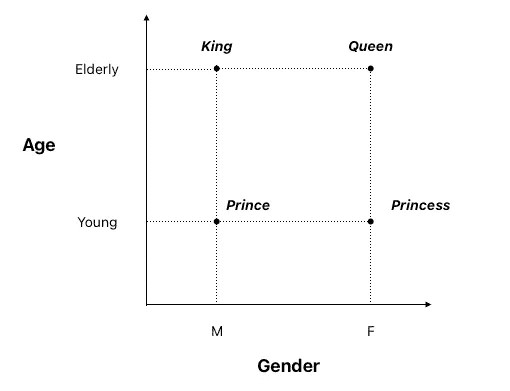 King Queen
Elderly
Age
Prince Princess
Young
M F
Gender